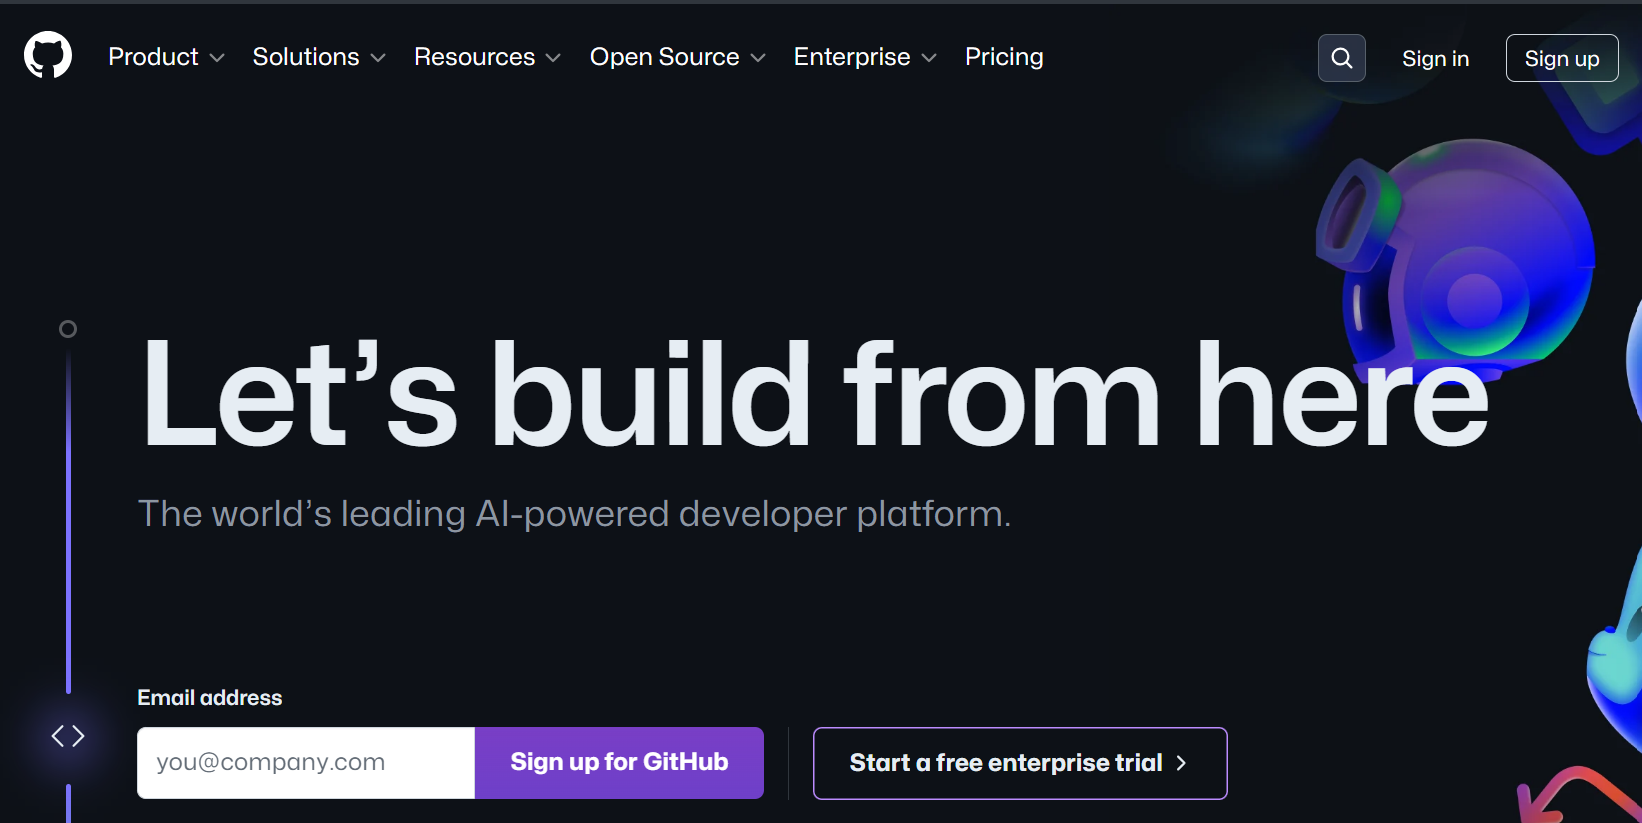 Product Solutions Resources Open Source Enterprise Pricing Sign in Sign up
Let’s build from here
The world’s leading AI-powered developer platform.
Email address
you@company.com Sign up for GitHub Start a free enterprise trial